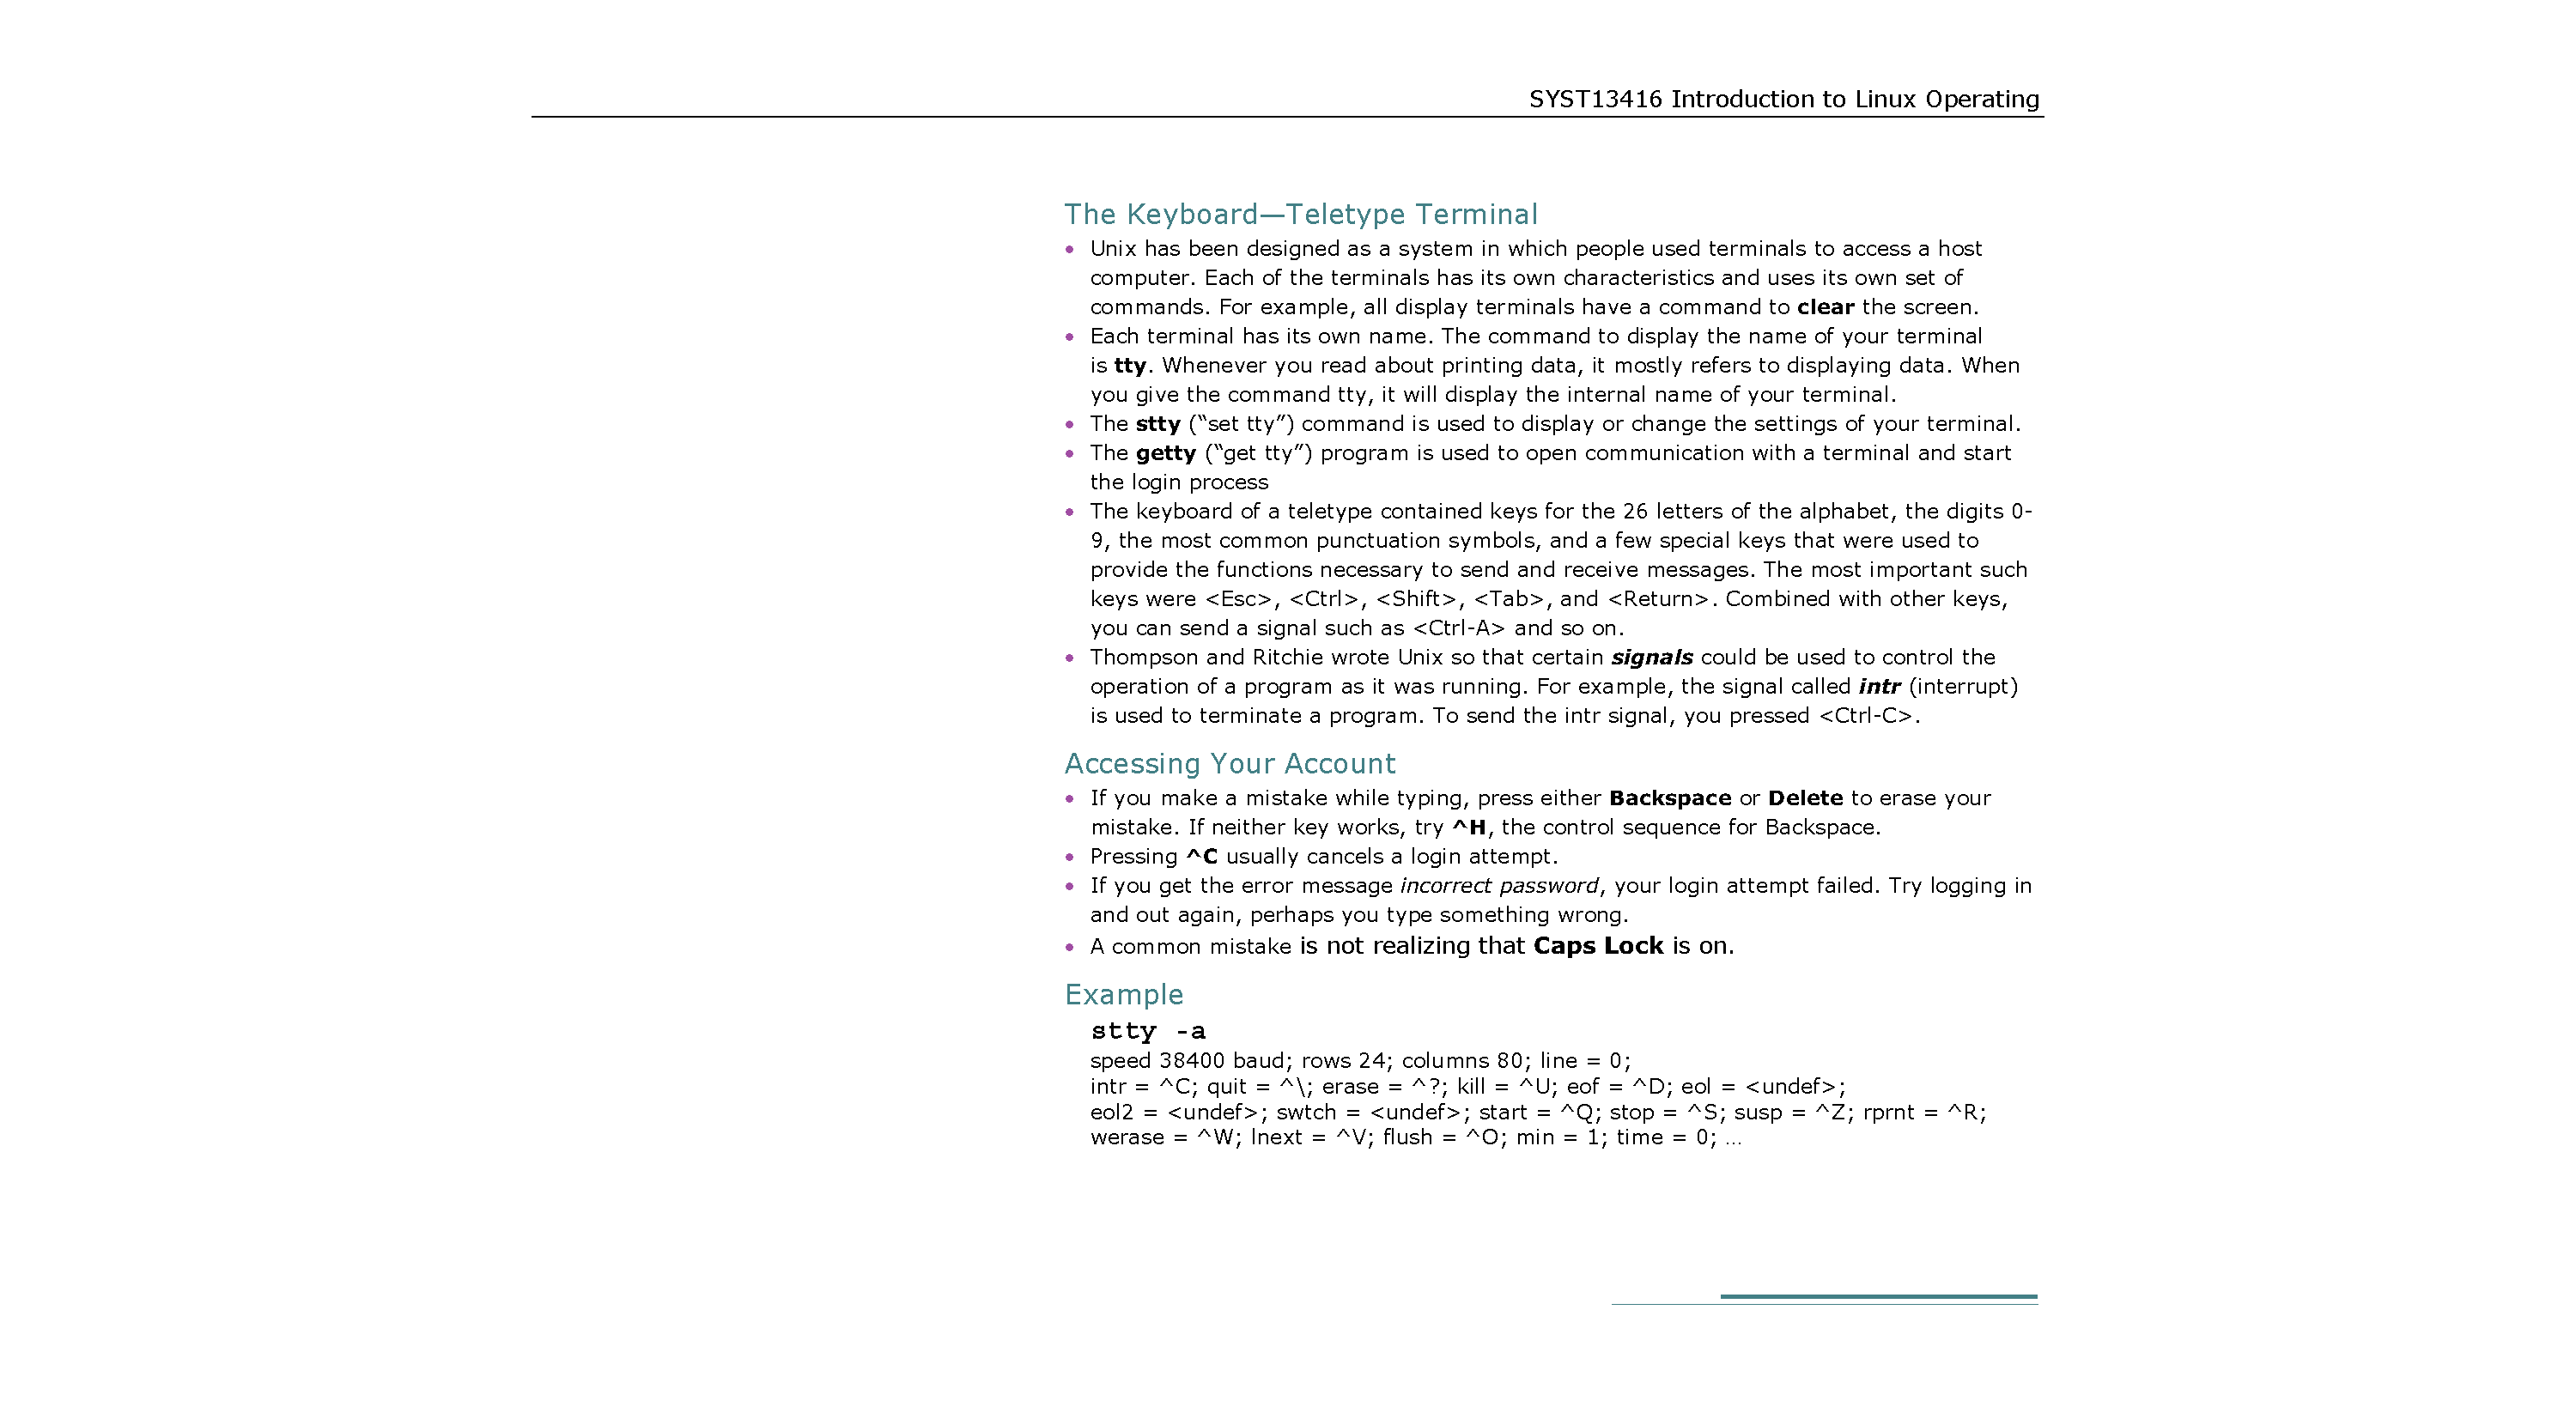 SYST13416 Introduction to Linux Operating
The Keyboard—Teletype Terminal
• Unix has been designed as a system in which people used terminals to access a host
computer. Each of the terminals has its own characteristics and uses its own set of
commands. For example, all display terminals have a command to clear the screen.
• Each terminal has its own name. The command to display the name of your terminal
is tty. Whenever you read about printing data, it mostly refers to displaying data. When
you give the command tty, it will display the internal name of your terminal.
• The stty (“set tty”) command is used to display or change the settings of your terminal.
• The getty (“get tty”) program is used to open communication with a terminal and start
the login process
• The keyboard of a teletype contained keys for the 26 letters of the alphabet, the digits 0-
9, the most common punctuation symbols, and a few special keys that were used to
provide the functions necessary to send and receive messages. The most important such
keys were <Esc>, <Ctrl>, <Shift>, <Tab>, and <Return>. Combined with other keys,
you can send a signal such as <Ctrl-A> and so on.
• Thompson and Ritchie wrote Unix so that certain signals could be used to control the
operation of a program as it was running. For example, the signal called intr (interrupt)
is used to terminate a program. To send the intr signal, you pressed <Ctrl-C>.
Accessing Your Account
• If you make a mistake while typing, press either Backspace or Delete to erase your
mistake. If neither key works, try ^H, the control sequence for Backspace.
• Pressing ^C usually cancels a login attempt.
• If you get the error message incorrect password, your login attempt failed. Try logging in
and out again, perhaps you type something wrong.
• A common mistake is not realizing that Caps Lock is on.
Example
stty -a
speed 38400 baud; rows 24; columns 80; line = 0;
intr = ^C; quit = ^\; erase = ^?; kill = ^U; eof = ^D; eol = <undef>;
eol2 = <undef>; swtch = <undef>; start = ^Q; stop = ^S; susp = ^Z; rprnt = ^R;
werase = ^W; lnext = ^V; flush = ^O; min = 1; time = 0; …